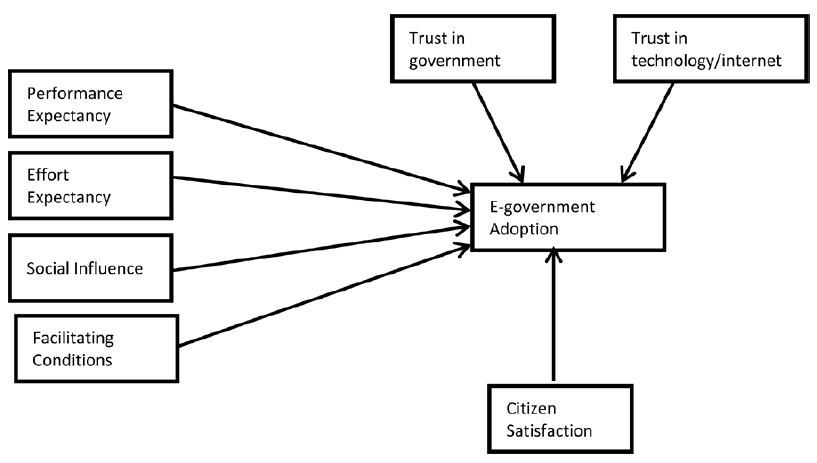 Trust in
government
Trust in
technology/internet
Performance
Expectancy
Effort
Expectancy
E-government
Adoption
Social Influence
Facilitating
Conditions
Citizen
Satisfaction